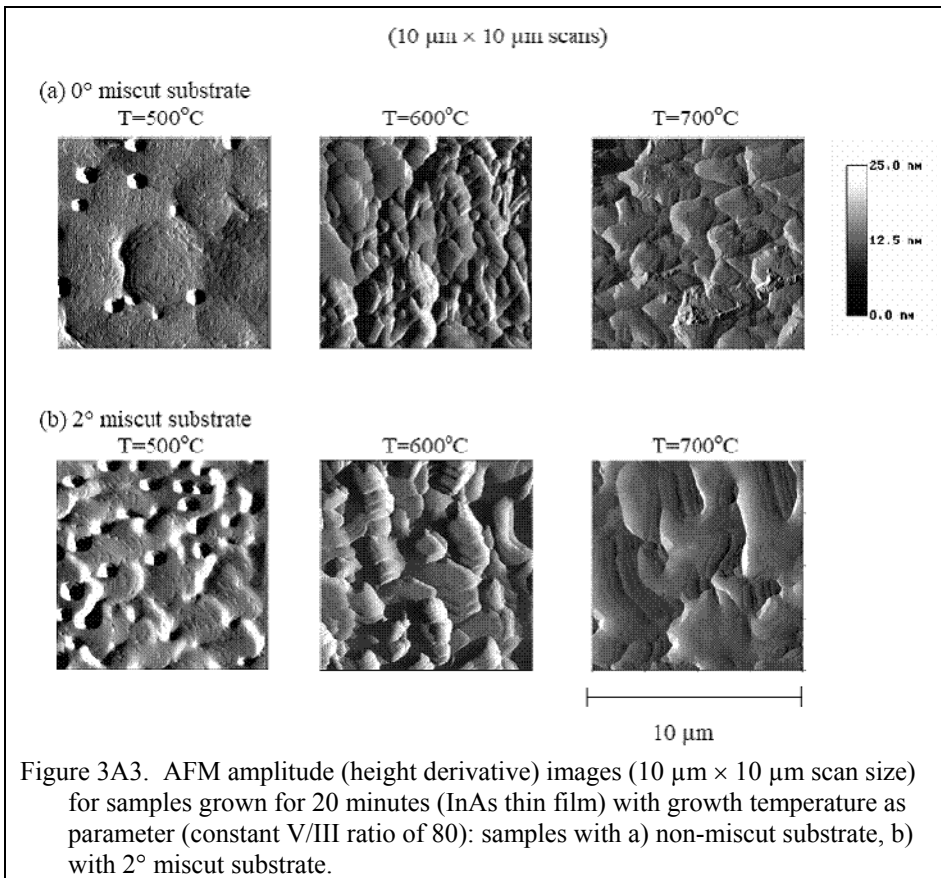 (10 μm × 10 μm scans)
(a) 0° miscut substrate
T=500°C T=600°C T=700°C
25.0 nm
12.5 nm
0.0 nm
(b) 2° miscut substrate
T=500°C T=600°C T=700°C
10 μm
Figure 3A3. AFM amplitude (height derivative) images (10 μm × 10 μm scan size)
for samples grown for 20 minutes (InAs thin film) with growth temperature as
parameter (constant V/III ratio of 80): samples with a) non-miscut substrate, b)
with 2° miscut substrate.